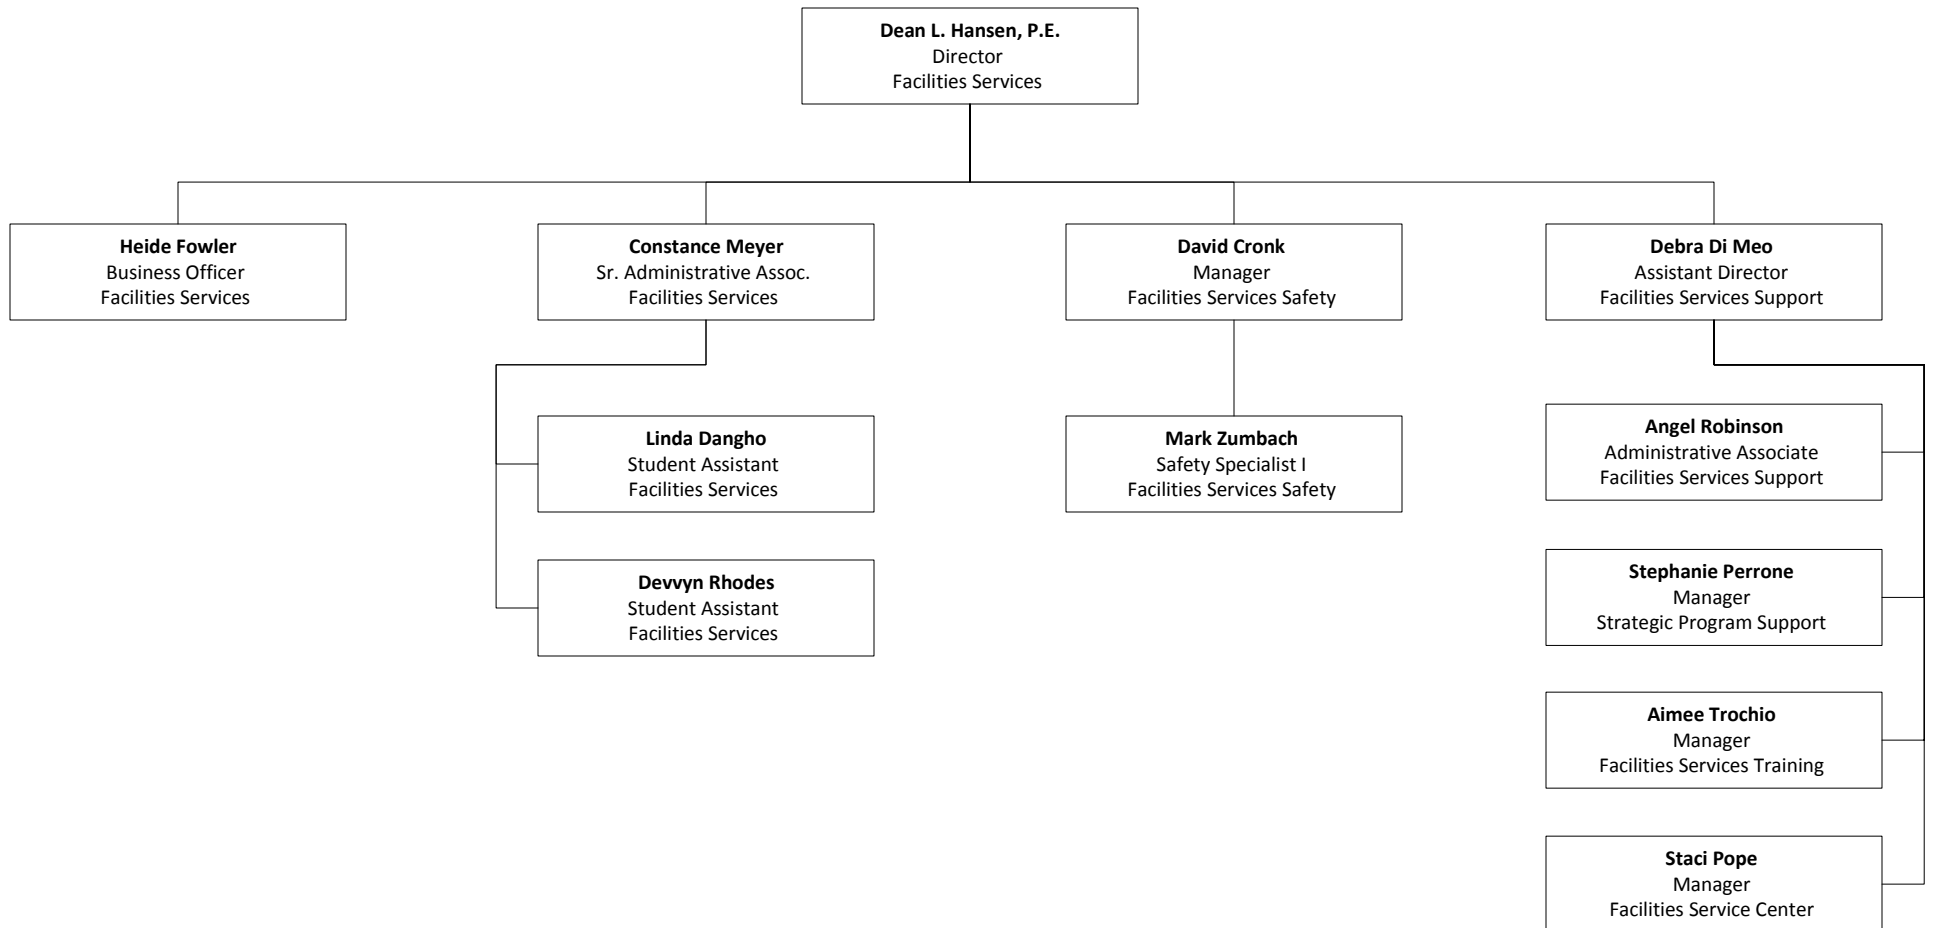 Dean L. Hansen, P.E.
Director
Facilities Services
Heide Fowler
Business Officer
Facilities Services
Constance Meyer
Sr. Administrative Assoc.
Facilities Services
David Cronk
Manager
Facilities Services Safety
Debra Di Meo
Assistant Director
Facilities Services Support
Linda Dangho
Student Assistant
Facilities Services
Devvyn Rhodes
Student Assistant
Facilities Services
Mark Zumbach
Safety Specialist I
Facilities Services Safety
Angel Robinson
Administrative Associate
Facilities Services Support
Stephanie Perrone
Manager
Strategic Program Support
Aimee Trochio
Manager
Facilities Services Training
Staci Pope
Manager
Facilities Service Center